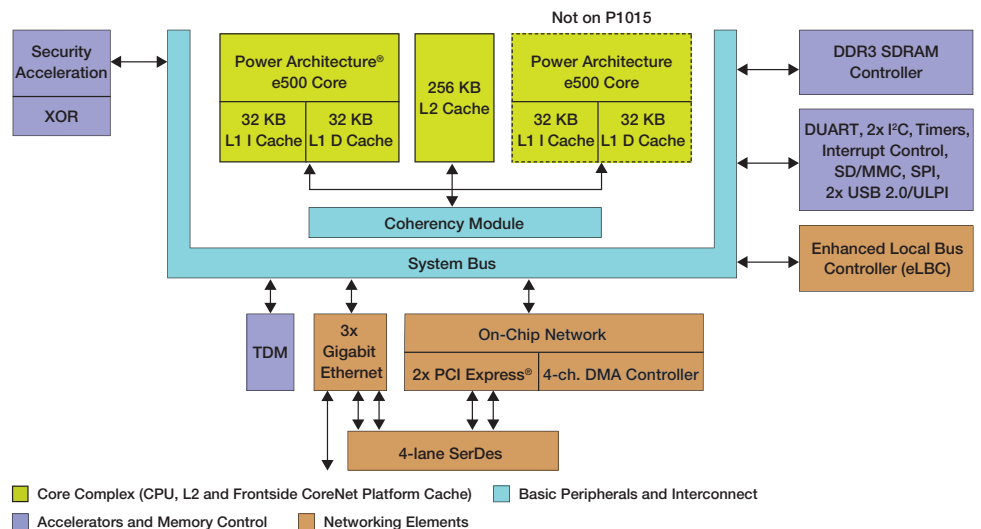 Not on P1015
Security
Acceleration
XOR
Power Architecture®
e500 Core
32 KB
L1 I Cache
32 KB
L1 D Cache
256 KB
L2 Cache
Power Architecture
e500 Core
32 KB
L1 I Cache
32 KB
L1 D Cache
DDR3 SDRAM
Controller
DUART, 2x I²C, Timers,
Interrupt Control,
SD/MMC, SPI,
2x USB 2.0/ULPI
Coherency Module
System Bus
Enhanced Local Bus
Controller (eLBC)
TDM
3x
Gigabit
Ethernet
On-Chip Network
2x PCI Express®
4-ch. DMA Controller
4-lane SerDes
Core Complex (CPU, L2 and Frontside CoreNet Platform Cache)
Basic Peripherals and Interconnect
Accelerators and Memory Control
Networking Elements